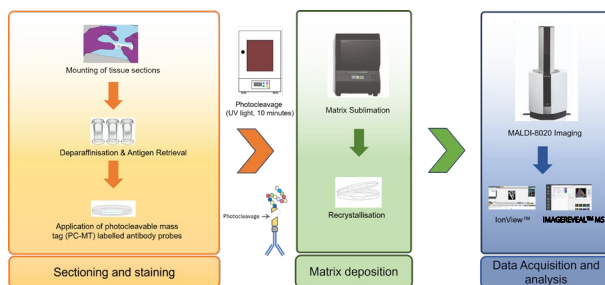 Mounting of tissue sections
Deparaffinisation & Antigen Retrieval
Application of photocleavable mass
tag (PC-MT) labelled antibody probes
Sectioning and staining
Photocleavage
(UV light, 10 minutes)
Photocleavage
Matrix Sublimation
Recrystallisation
Matrix deposition
MALDI-8020 Imaging
IonView™
IMAGEREVEAL™ MS
Data Acquisition and
analysis